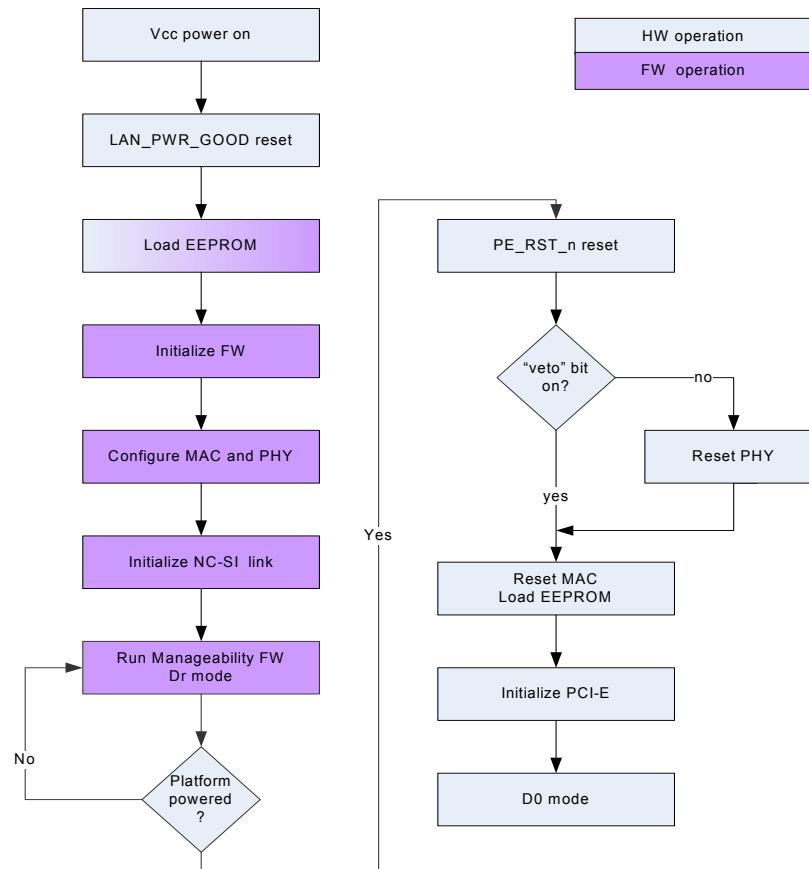 Vcc power on
LAN_PWR_GOOD reset
Load EEPROM
Initialize FW
Configure MAC and PHY
Initialize NC-SI link
Run Manageability FW
Dr mode
No
Platform
powered
?
Yes
HW operation
FW operation
PE_RST_n reset
“veto” bit
on?
no
Reset PHY
yes
Reset MAC
Load EEPROM
Initialize PCI-E
D0 mode